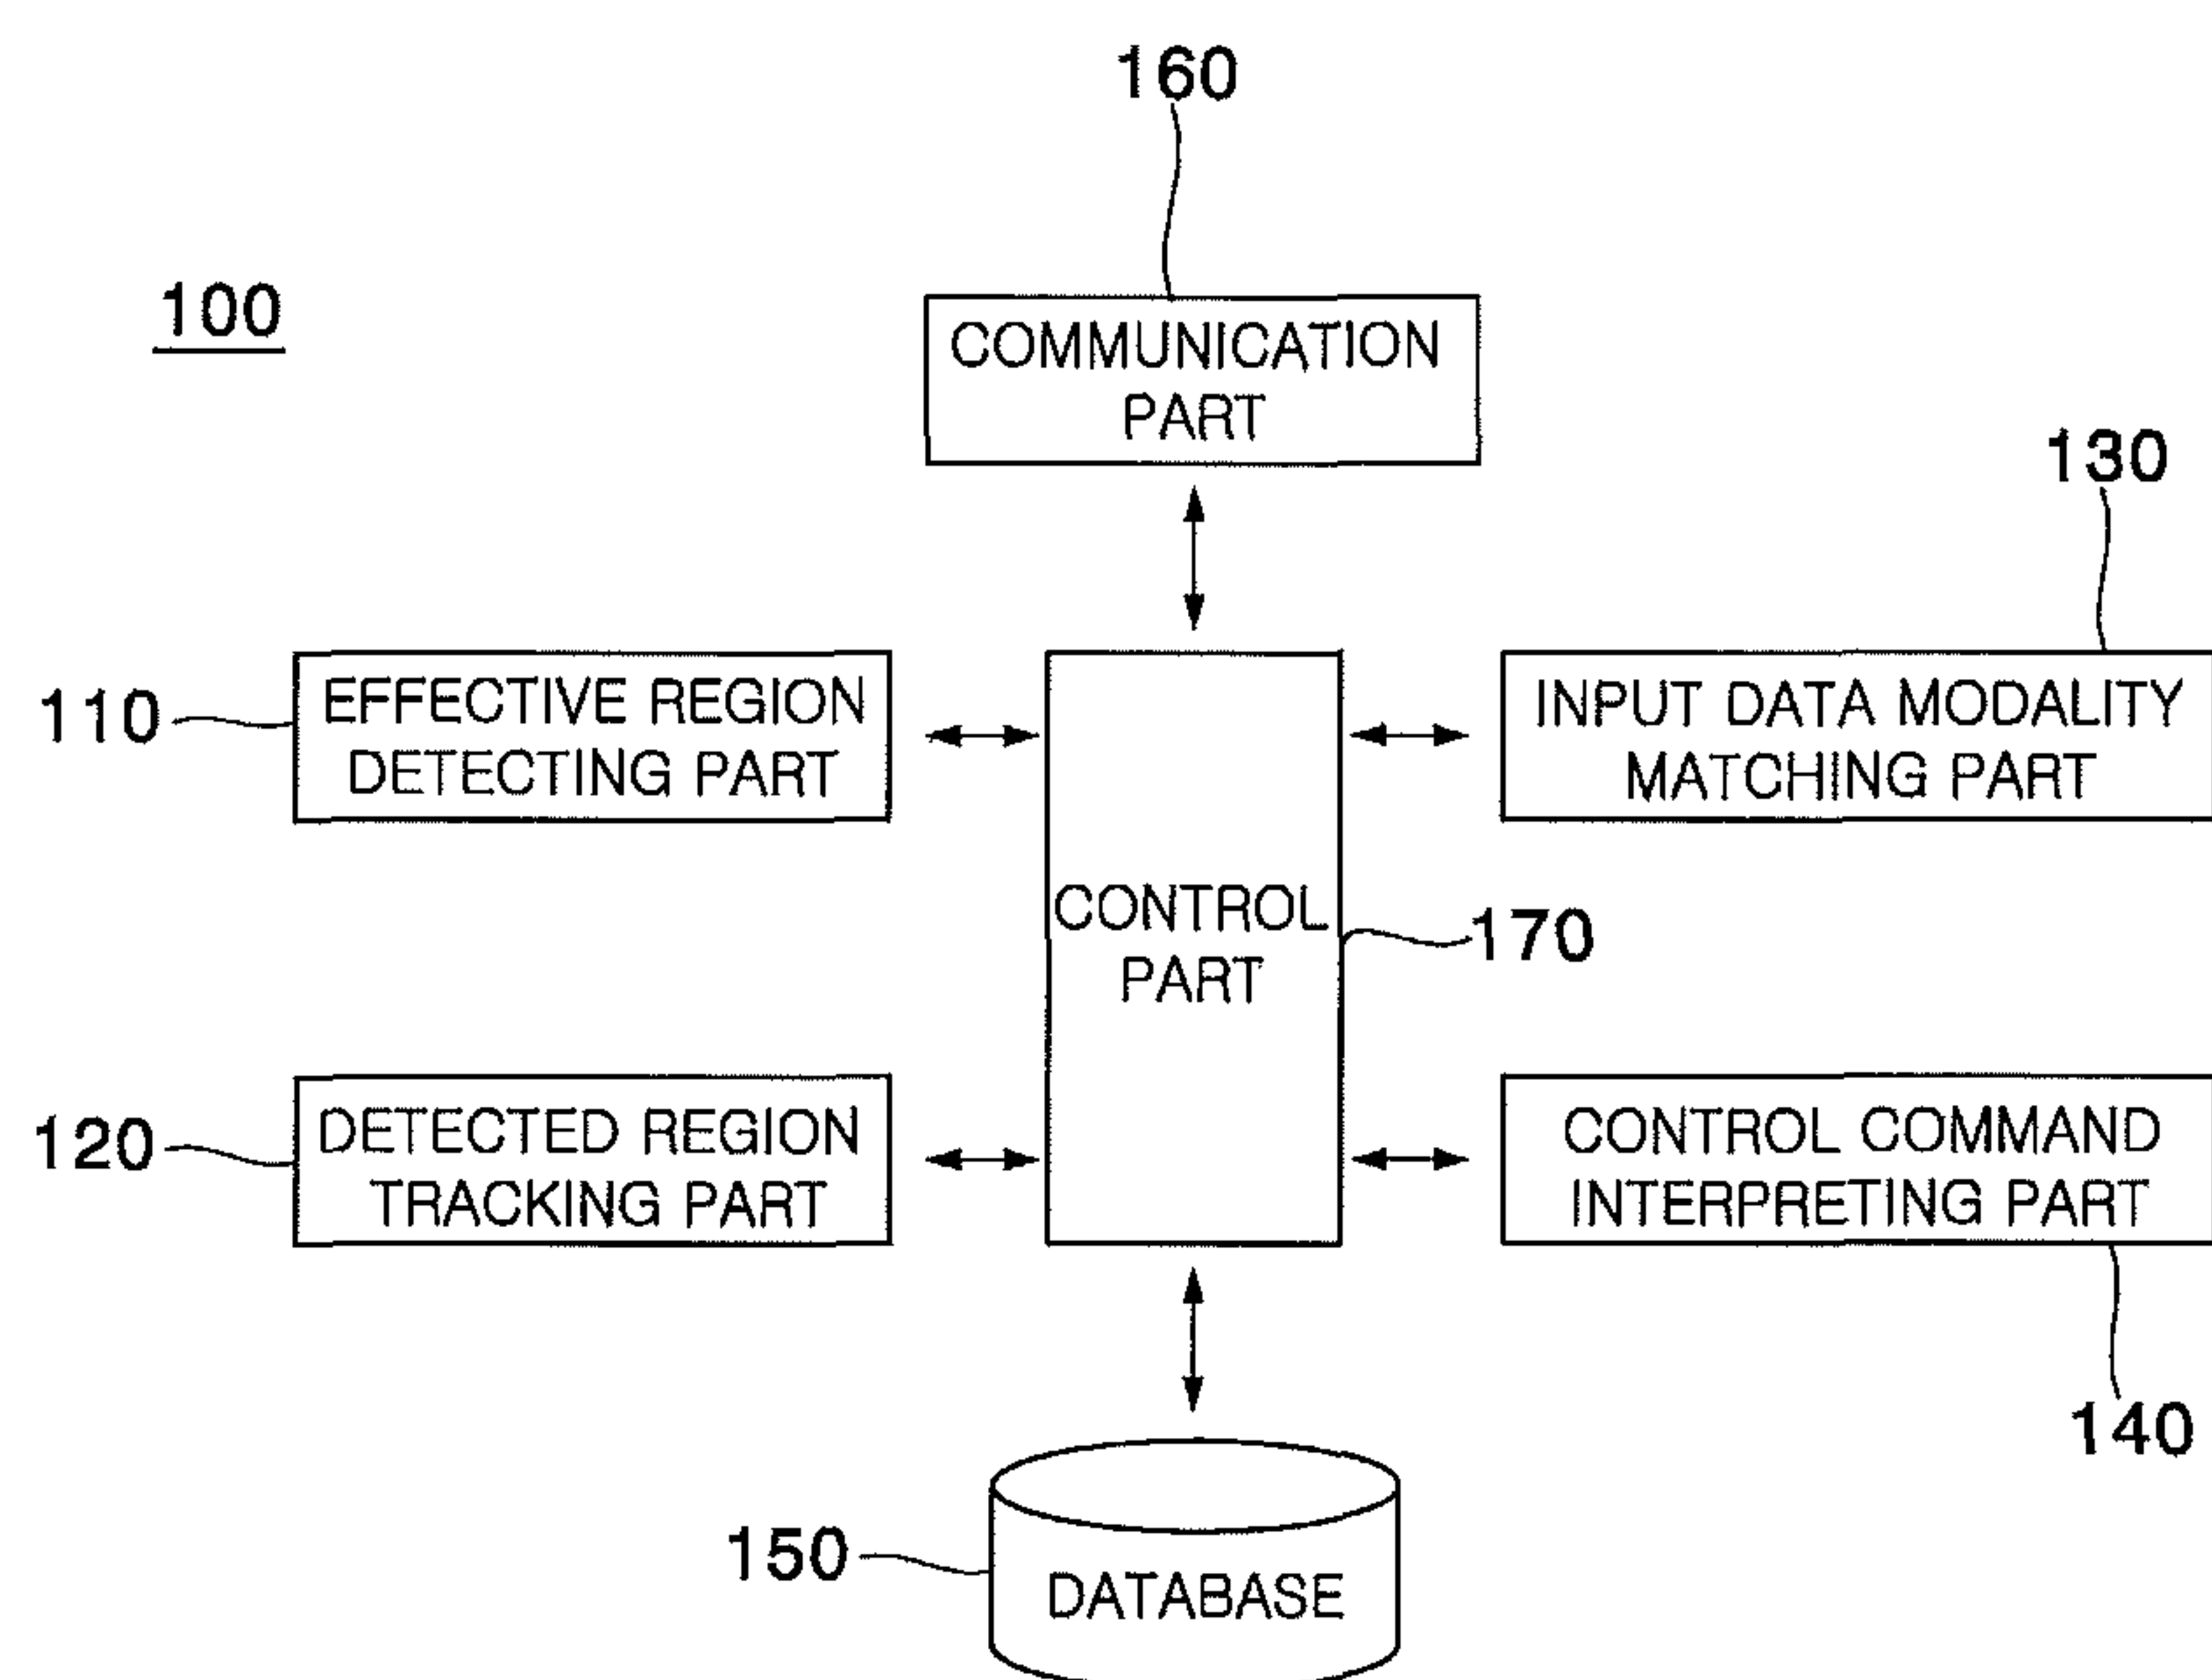 160
100
COMMUNICATION
PART
130
110
EFFECTIVE REGION
DETECTING PART
INPUT DATA MODALITY
MATCHING PART
CONTROL
PART
170
120
DETECTED REGION
TRACKING PART
CONTROL COMMAND
INTERPRETING PART
140
150
DATABASE